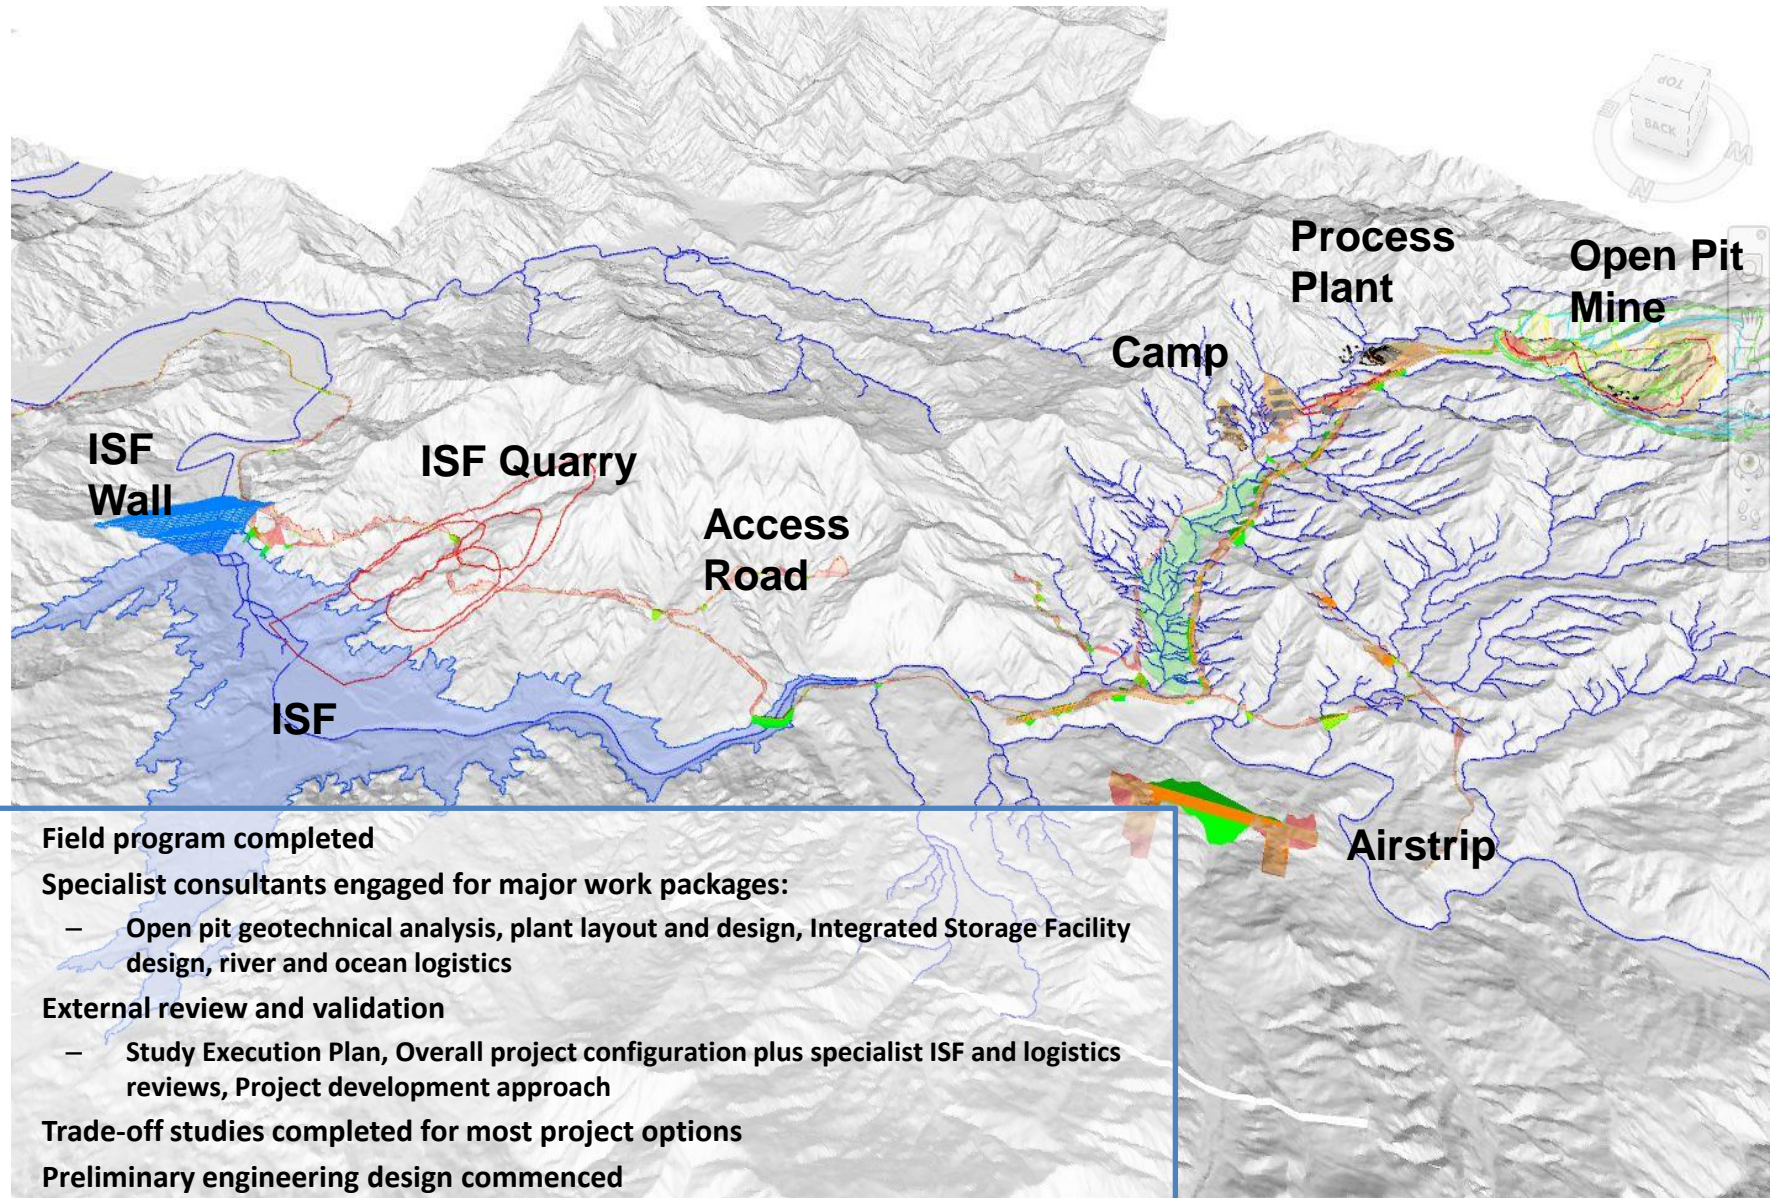 TOP
BACK
E
W
N
Process
Plant
Open Pit
Mine
Camp
ISF
Wall
ISF Quarry
Access
Road
ISF
Airstrip
Field program completed
Specialist consultants engaged for major work packages:
– Open pit geotechnical analysis, plant layout and design, Integrated Storage Facility
design, river and ocean logistics
External review and validation
– Study Execution Plan, Overall project configuration plus specialist ISF and logistics
reviews, Project development approach
Trade-off studies completed for most project options
Preliminary engineering design commenced